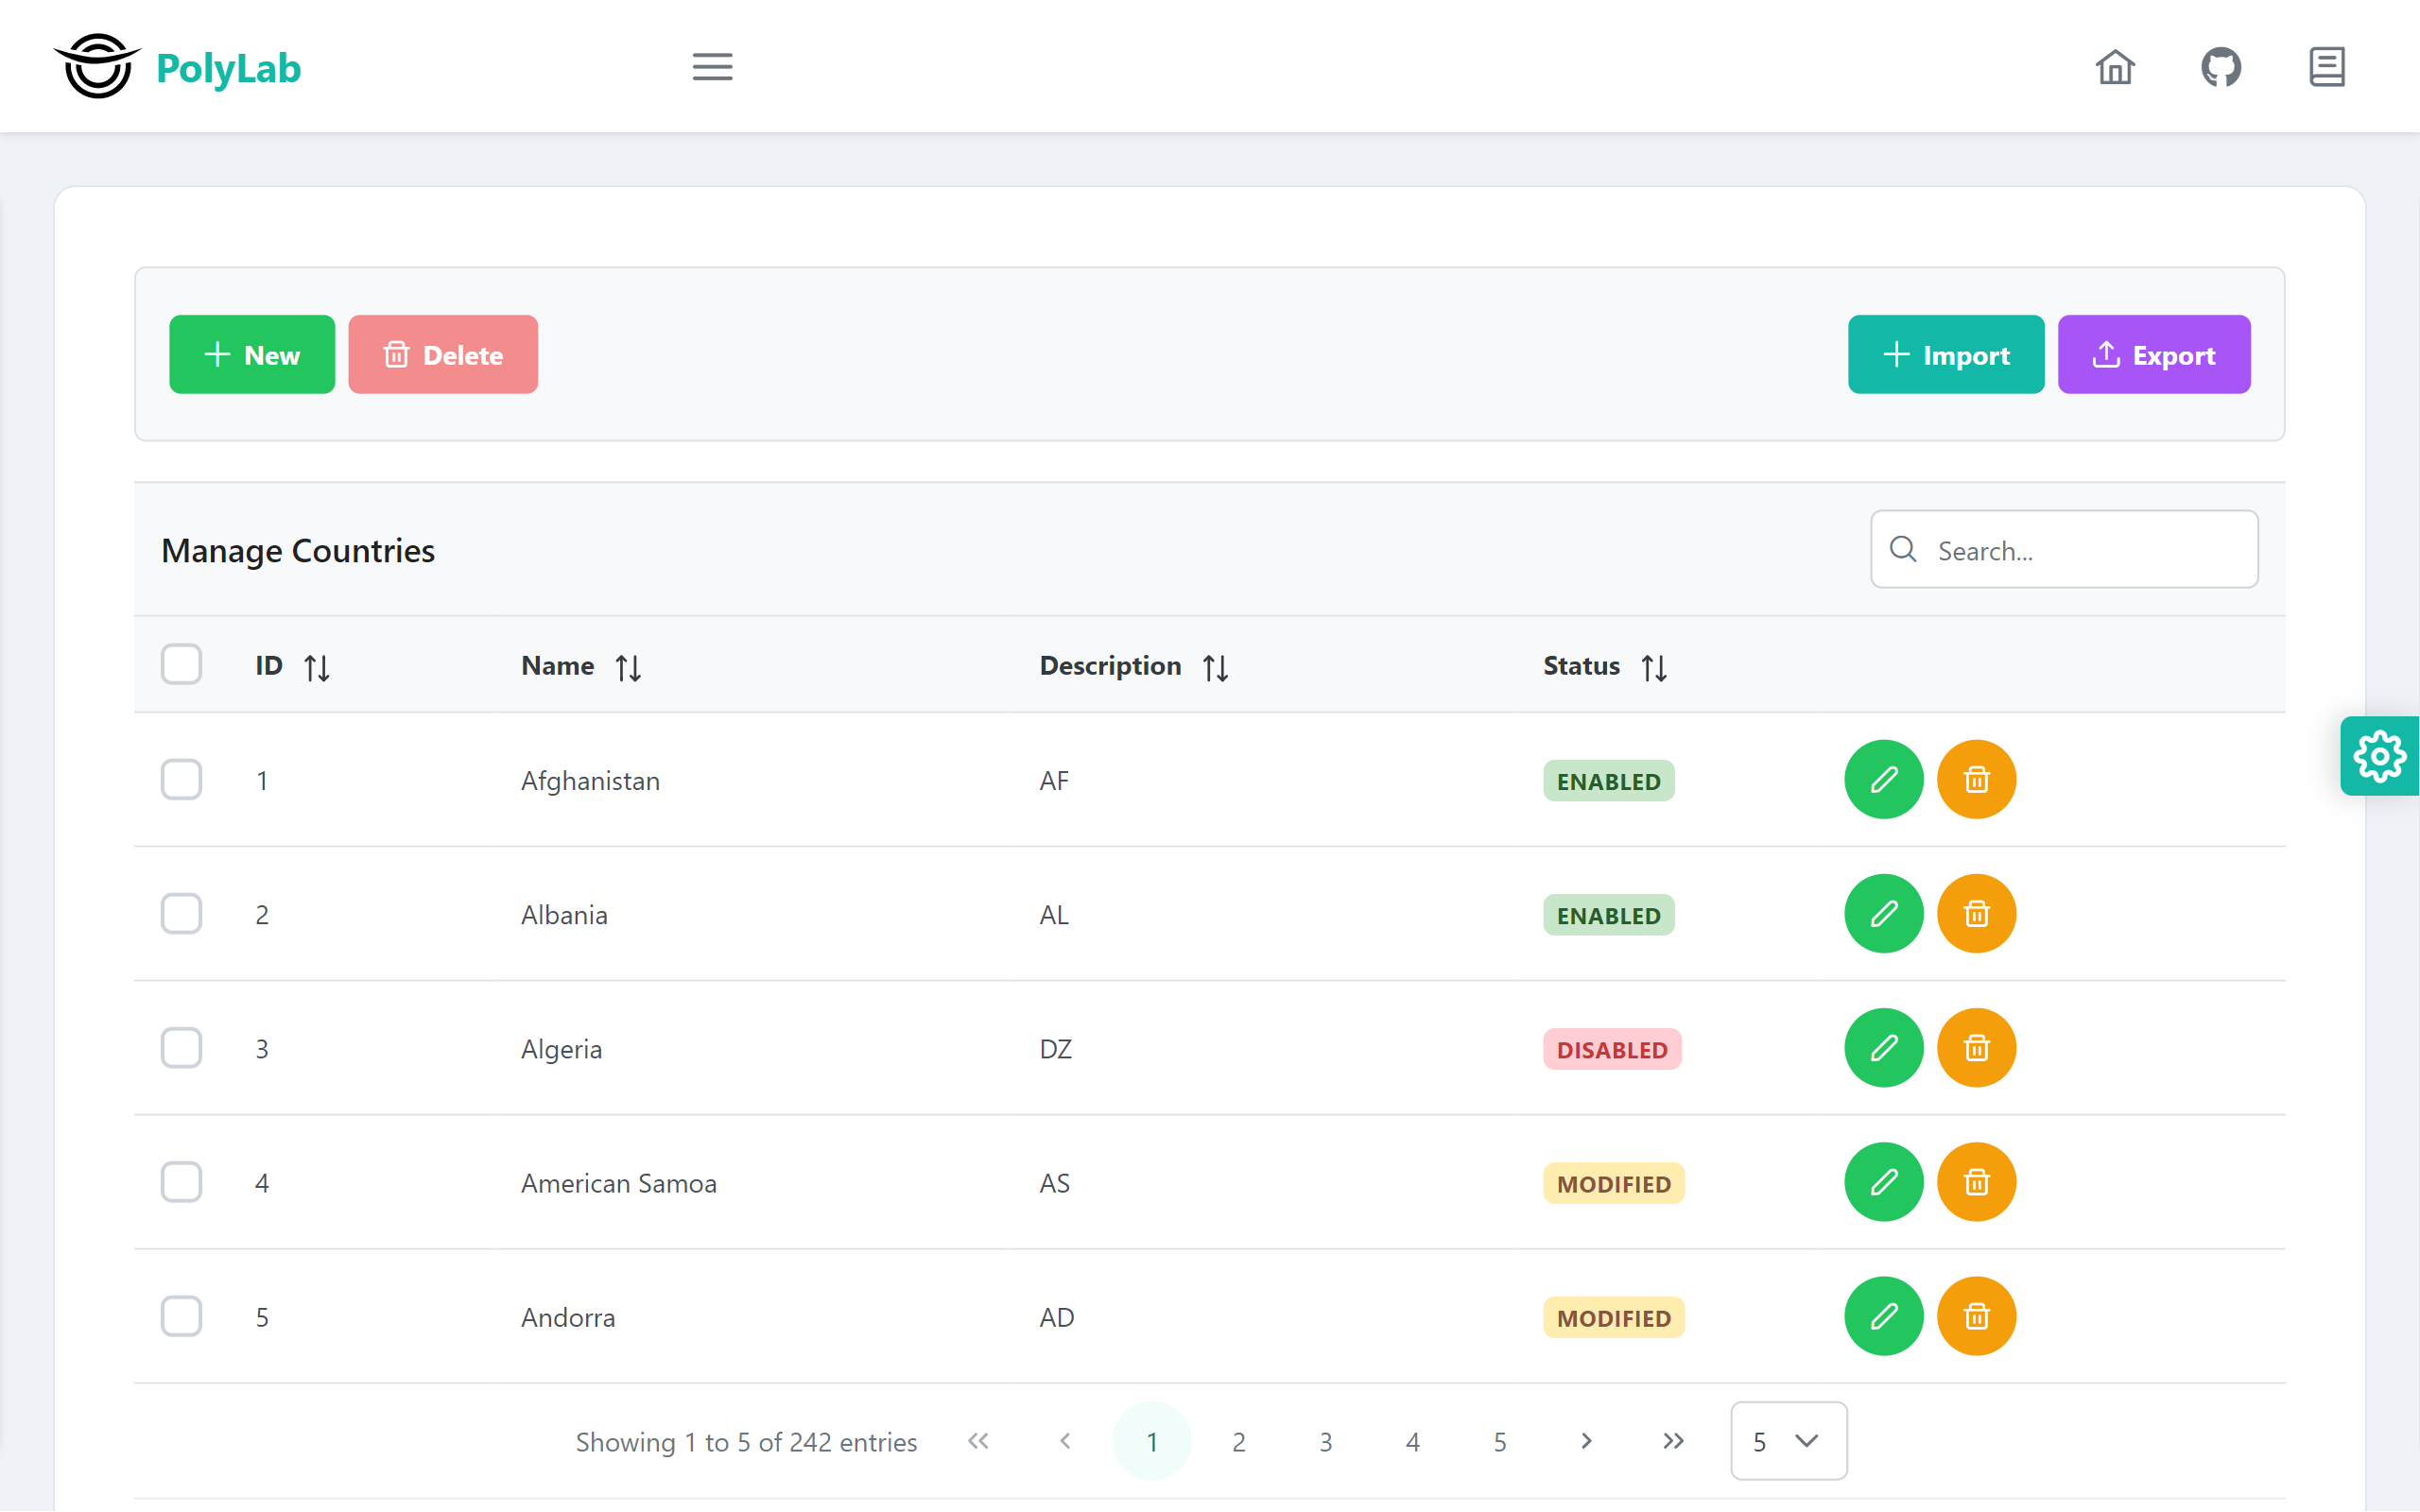 PolyLab
New Delete Import Export
Manage Countries Search...
ID Name Description Status
1 Afghanistan AF ENABLED
2 Albania AL ENABLED
3 Algeria DZ DISABLED
4 American Samoa AS MODIFIED
5 Andorra AD MODIFIED
Showing 1 to 5 of 242 entries 1 2 3 4 5 5